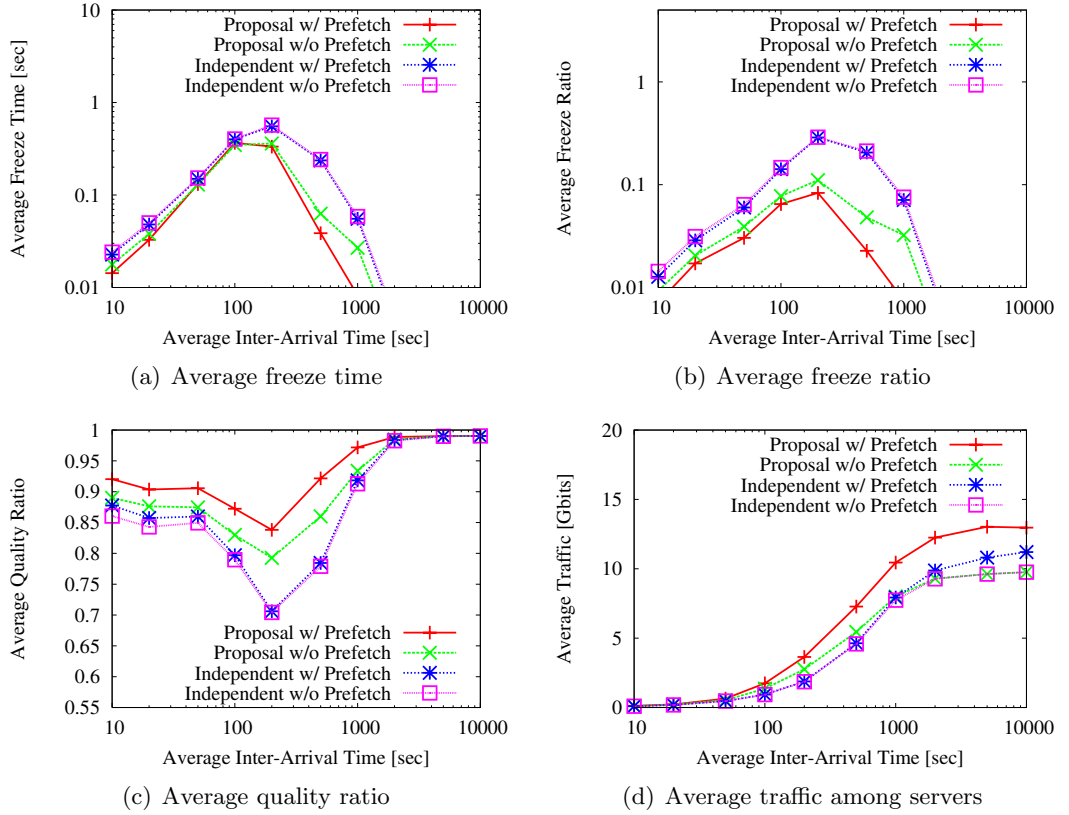 10
1
0.1
0.01
10
100
1000
10000
Average Freeze Time [sec]
Average Inter-Arrival Time [sec]
Proposal w/ Prefetch
Proposal w/o Prefetch
Independent w/ Prefetch
Independent w/o Prefetch
(a) Average freeze time
1
0.1
0.01
10
100
1000
10000
Average Freeze Ratio
Average Inter-Arrival Time [sec]
Proposal w/ Prefetch
Proposal w/o Prefetch
Independent w/ Prefetch
Independent w/o Prefetch
(b) Average freeze ratio
1
0.95
0.9
0.85
0.8
0.75
0.7
0.65
0.6
0.55
10
100
1000
10000
Average Quality Ratio
Average Inter-Arrival Time [sec]
Proposal w/ Prefetch
Proposal w/o Prefetch
Independent w/ Prefetch
Independent w/o Prefetch
(c) Average quality ratio
20
15
10
5
0
10
100
1000
10000
Average Traffic [Gbits]
Average Inter-Arrival Time [sec]
Proposal w/ Prefetch
Proposal w/o Prefetch
Independent w/ Prefetch
Independent w/o Prefetch
(d) Average traffic among servers